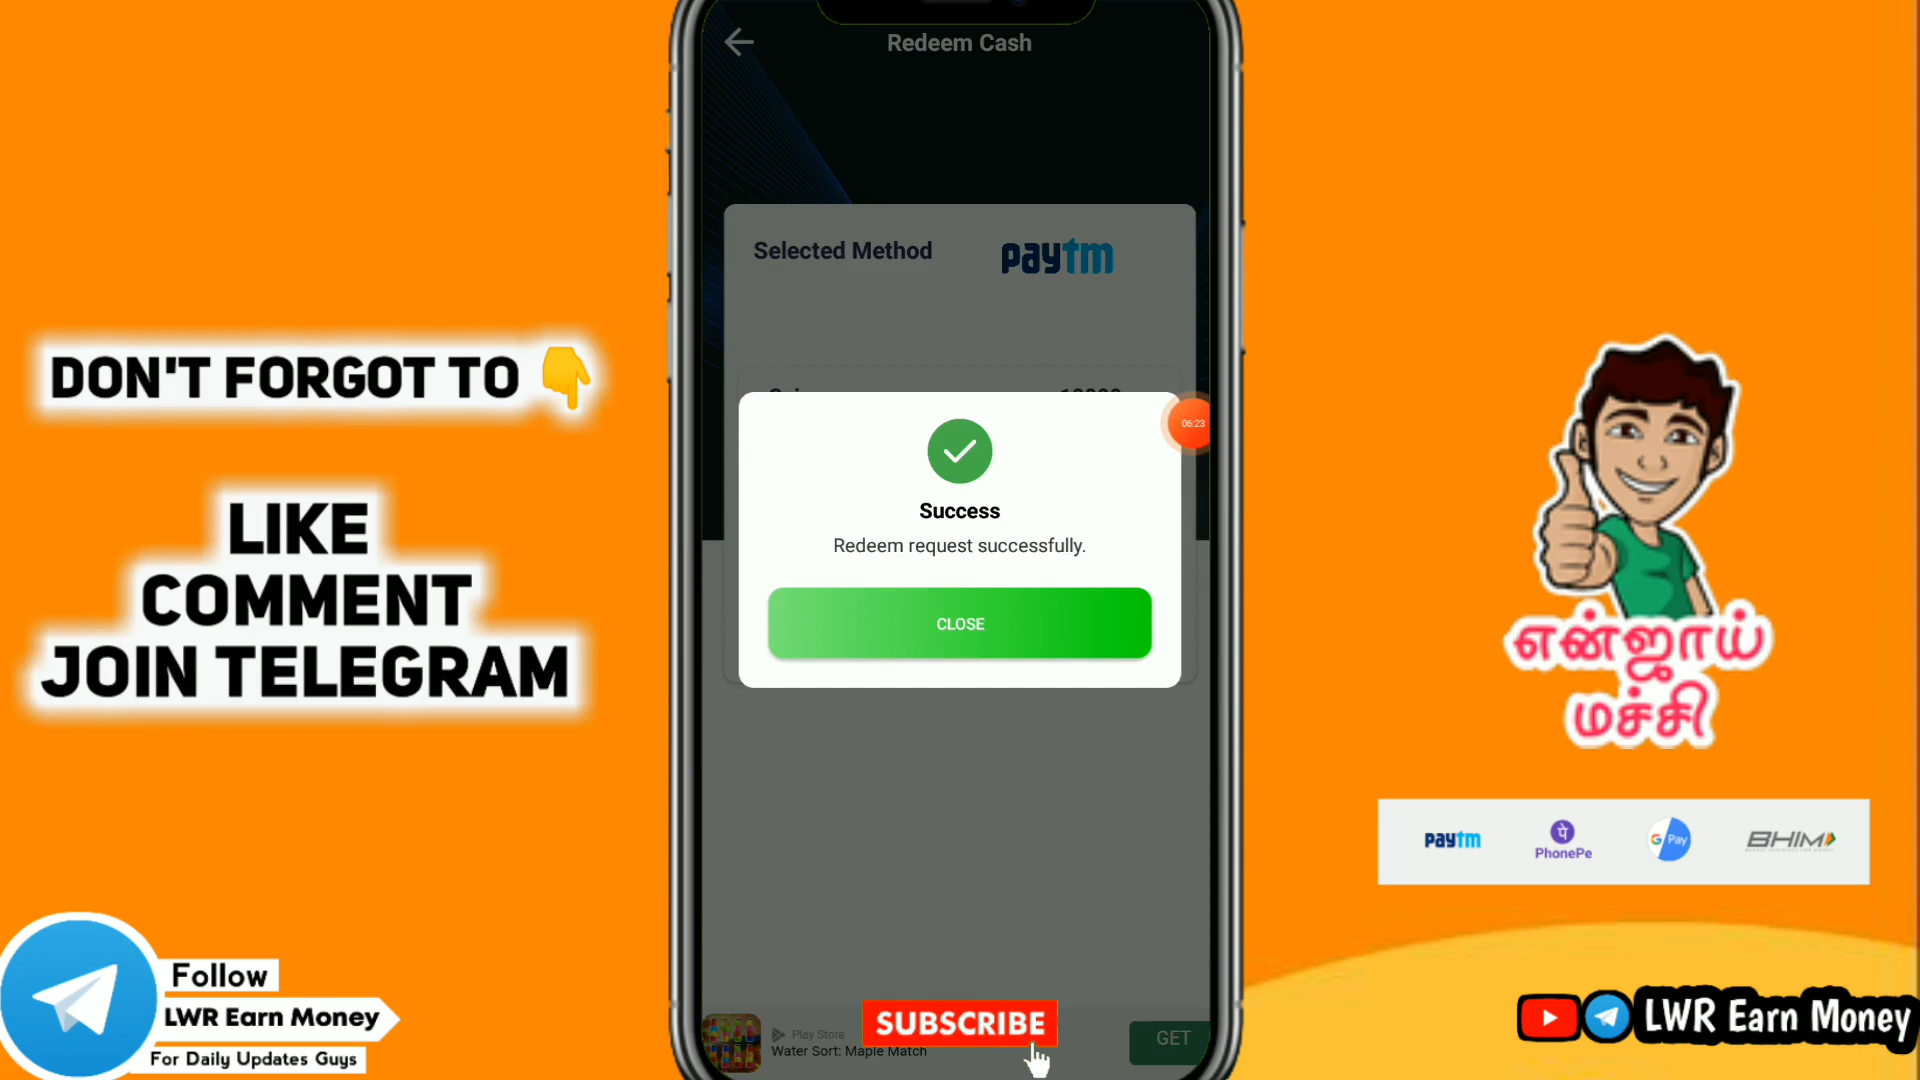 Redeem Cash
Selected Method
paytm
06:23
Success
Redeem request successfully.
CLOSE
DON'T FORGOT TO 👇
LIKE
COMMENT
JOIN TELEGRAM
என்ஜாய்
மச்சி
paytm
पे
PhonePe
G Pay
BHIM
Follow
LWR Earn Money
For Daily Updates Guys
Play Store
Water Sort: Maple Match
SUBSCRIBE
GET
LWR Earn Money